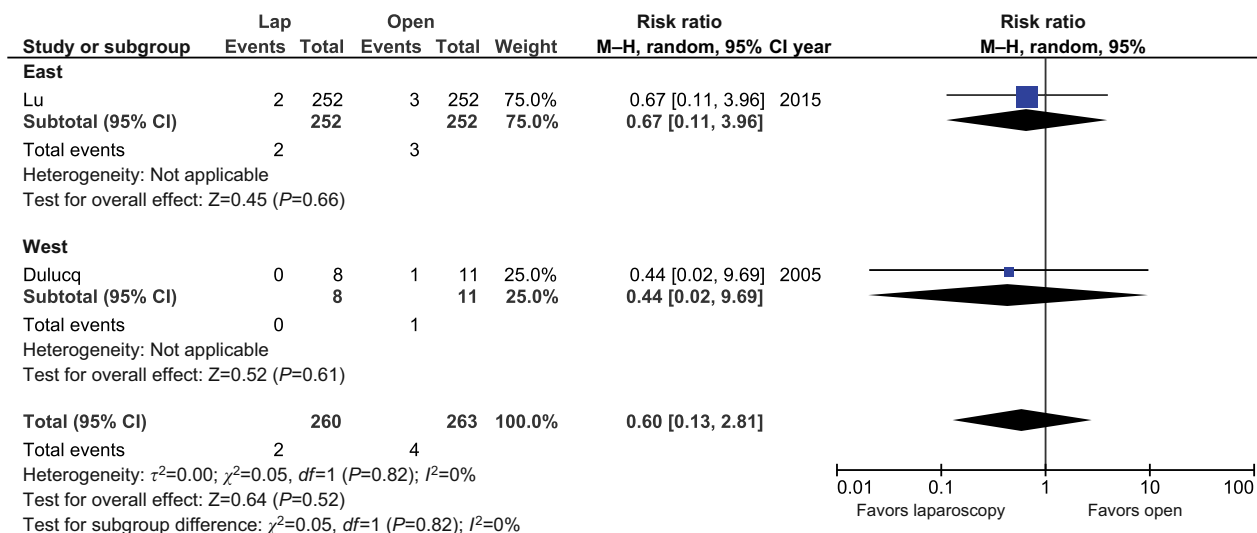 Lap Open Risk ratio Risk ratio
Study or subgroup Events Total Events Total Weight M–H, random, 95% CI year M–H, random, 95%
East
Lu 2 252 3 252 75.0% 0.67 [0.11, 3.96] 2015
Subtotal (95% CI) 252 252 75.0% 0.67 [0.11, 3.96]
Total events 2 3
Heterogeneity: Not applicable
Test for overall effect: Z=0.45 (P=0.66)
West
Dulucq 0 8 1 11 25.0% 0.44 [0.02, 9.69] 2005
Subtotal (95% CI) 8 11 25.0% 0.44 [0.02, 9.69]
Total events 0 1
Heterogeneity: Not applicable
Test for overall effect: Z=0.52 (P=0.61)
Total (95% CI) 260 263 100.0% 0.60 [0.13, 2.81]
Total events 2 4
Heterogeneity: τ²=0.00; χ²=0.05, df=1 (P=0.82); I²=0%
Test for overall effect: Z=0.64 (P=0.52)
Test for subgroup difference: χ²=0.05, df=1 (P=0.82); I²=0%
0.01 0.1 1 10 100
Favors laparoscopy Favors open